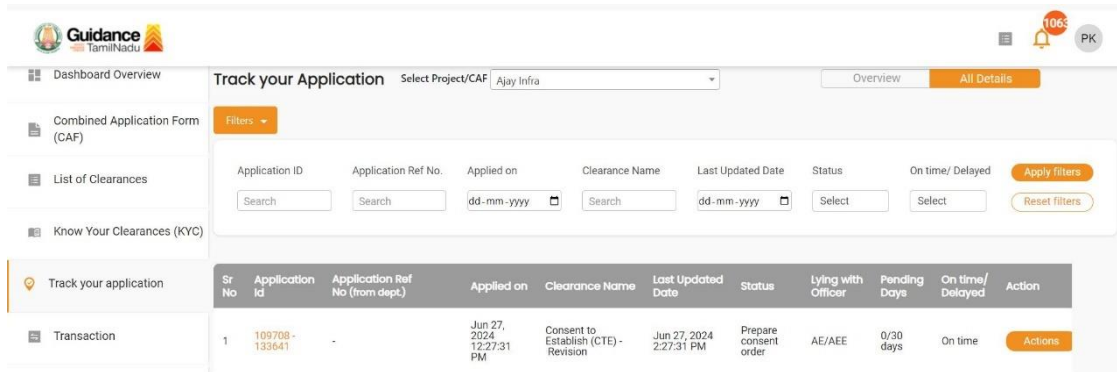 Guidance
TamilNadu
1063
PK
Dashboard Overview
Track your Application
Select Project/CAF
Ajay Infra
Overview
All Details
Combined Application Form
(CAF)
Filters
List of Clearances
Application ID
Application Ref No.
Applied on
Clearance Name
Last Updated Date
Status
On time/ Delayed
Apply filters
Search
Search
dd-mm-yyyy
Search
dd-mm-yyyy
Select
Select
Reset filters
Know Your Clearances (KYC)
Track your application
Sr
No
Application
Id
Application Ref
No (from dept.)
Applied on
Clearance Name
Last Updated
Date
Status
Lying with
Officer
Pending
Days
On time/
Delayed
Action
Transaction
1
109708 -
133641
-
Jun 27,
2024
12:27:31
PM
Consent to
Establish (CTE) -
Revision
Jun 27, 2024
2:27:31 PM
Prepare
consent
order
AE/AEE
0/30
days
On time
Actions